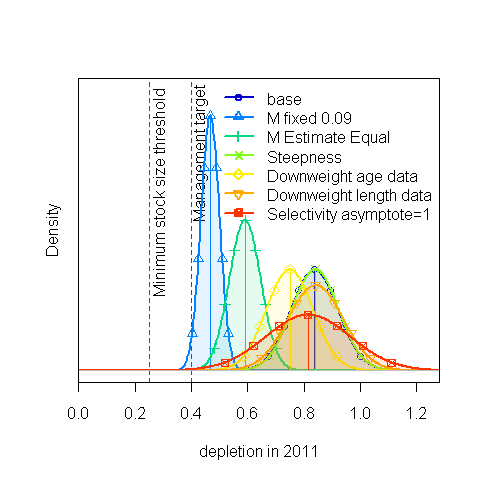 Minimum stock size threshold
Management target
base
M fixed 0.09
M Estimate Equal
Steepness
Downweight age data
Downweight length data
Selectivity asymptote=1
Density
0.0 0.2 0.4 0.6 0.8 1.0 1.2
depletion in 2011